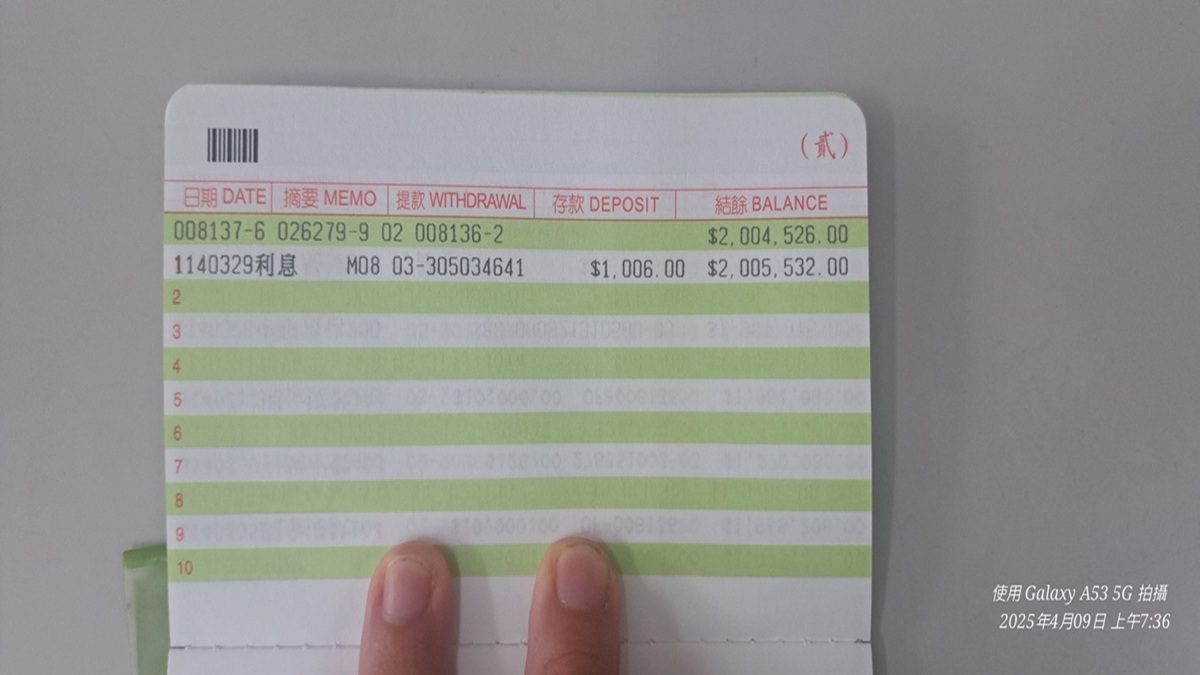 (貳)
日期 DATE 摘要 MEMO 提款 WITHDRAWAL 存款 DEPOSIT 結餘 BALANCE
008137-6 026279-9 02 008136-2 $2,004,526.00
1 1140329利息 M08 03-305034641 $1,006.00 $2,005,532.00
2
3
4
5
6
7
8
9
10
使用 Galaxy A53 5G 拍攝
2025年4月09日 上午7:36